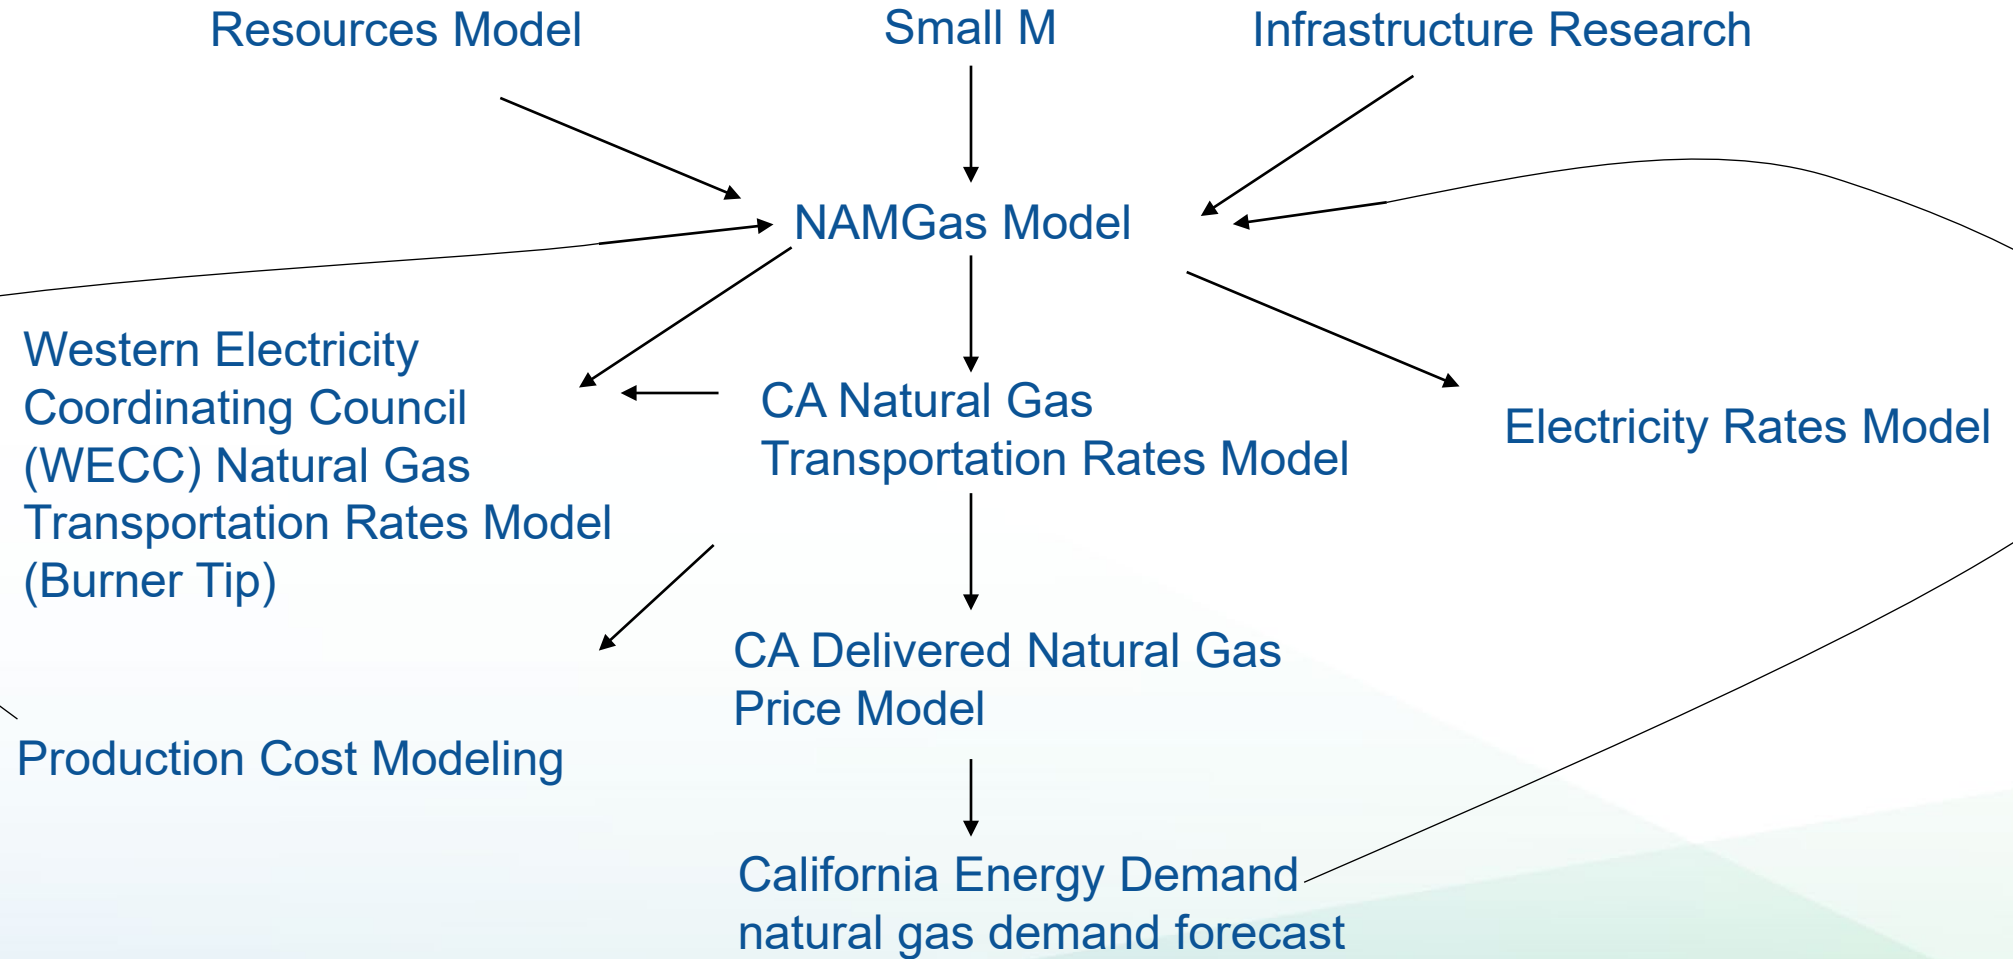 Resources Model
Small M
Infrastructure Research
NAMGas Model
Western Electricity
Coordinating Council
(WECC) Natural Gas
Transportation Rates Model
(Burner Tip)
CA Natural Gas
Transportation Rates Model
Electricity Rates Model
CA Delivered Natural Gas
Price Model
Production Cost Modeling
California Energy Demand
natural gas demand forecast